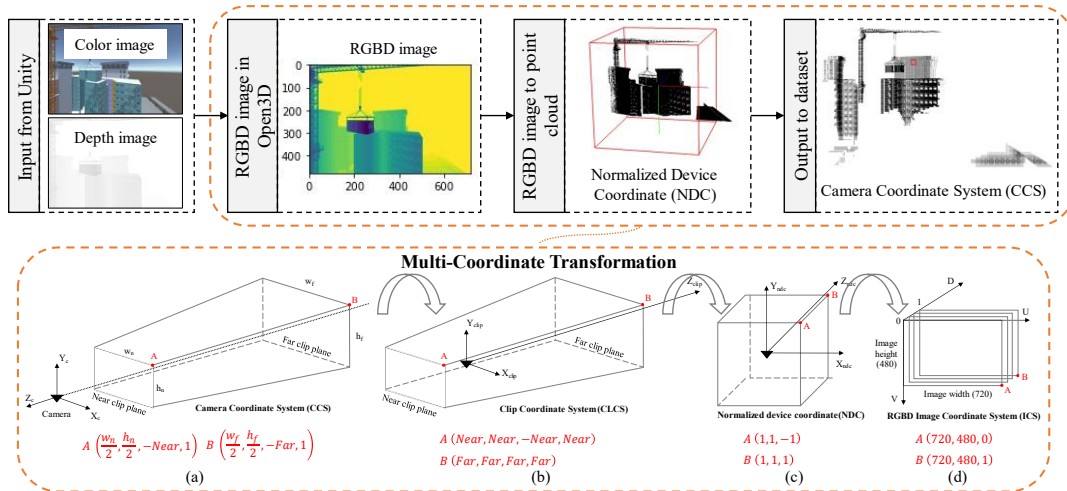 Input from Unity
Color image
Depth image
RGBD image in
Open3D
RGBD image
0
100
200
300
400
0
200
400
600
RGBD image to point
cloud
Normalized Device
Coordinate (NDC)
Output to dataset
Camera Coordinate System (CCS)
Multi-Coordinate Transformation
w_f
B
h_f
Far clip plane
A
w_n
h_n
Near clip plane
Y_c
Z_c
X_c
Camera
Camera Coordinate System (CCS)
A (w_n/2, h_n/2, −Near, 1) B (w_f/2, h_f/2, −Far, 1)
(a)
Z_clip
B
Y_clip
A
X_clip
Far clip plane
Near clip plane
Clip Coordinate System (CLCS)
A (Near, Near, −Near, Near)
B (Far, Far, Far, Far)
(b)
Y_ndc
Z_ndc
B
A
X_ndc
Normalized device coordinate(NDC)
A (1,1,−1)
B (1,1,1)
(c)
D
1
0
U
Image
height
(480)
B
A
Image width (720)
V
RGBD Image Coordinate System (ICS)
A (720,480,0)
B (720,480,1)
(d)